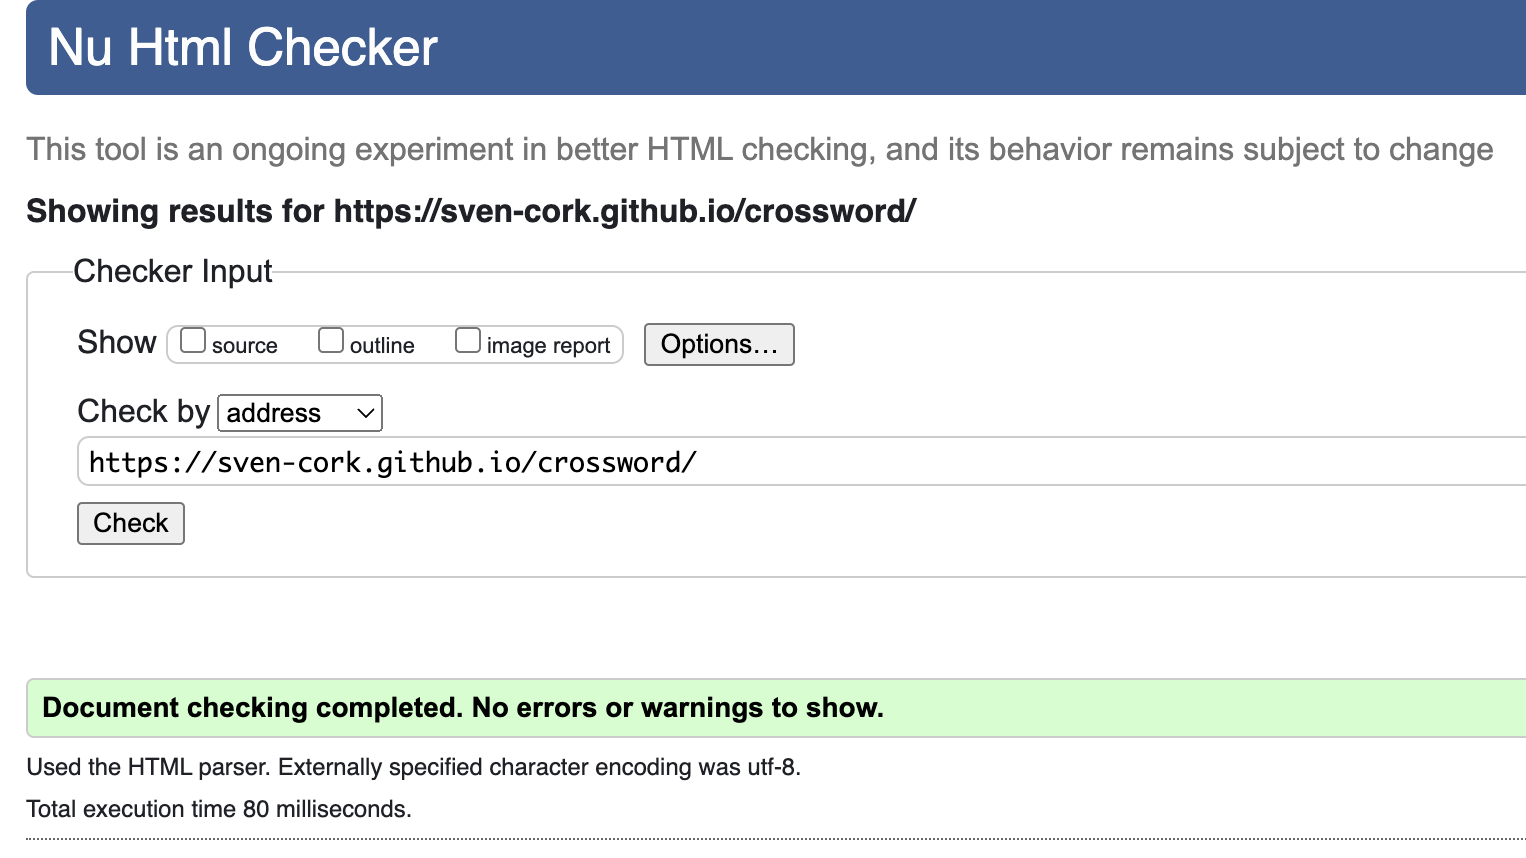 Nu Html Checker
This tool is an ongoing experiment in better HTML checking, and its behavior remains subject to change
Showing results for https://sven-cork.github.io/crossword/
Checker Input
Show source outline image report Options…
Check by address
https://sven-cork.github.io/crossword/
Check
Document checking completed. No errors or warnings to show.
Used the HTML parser. Externally specified character encoding was utf-8.
Total execution time 80 milliseconds.